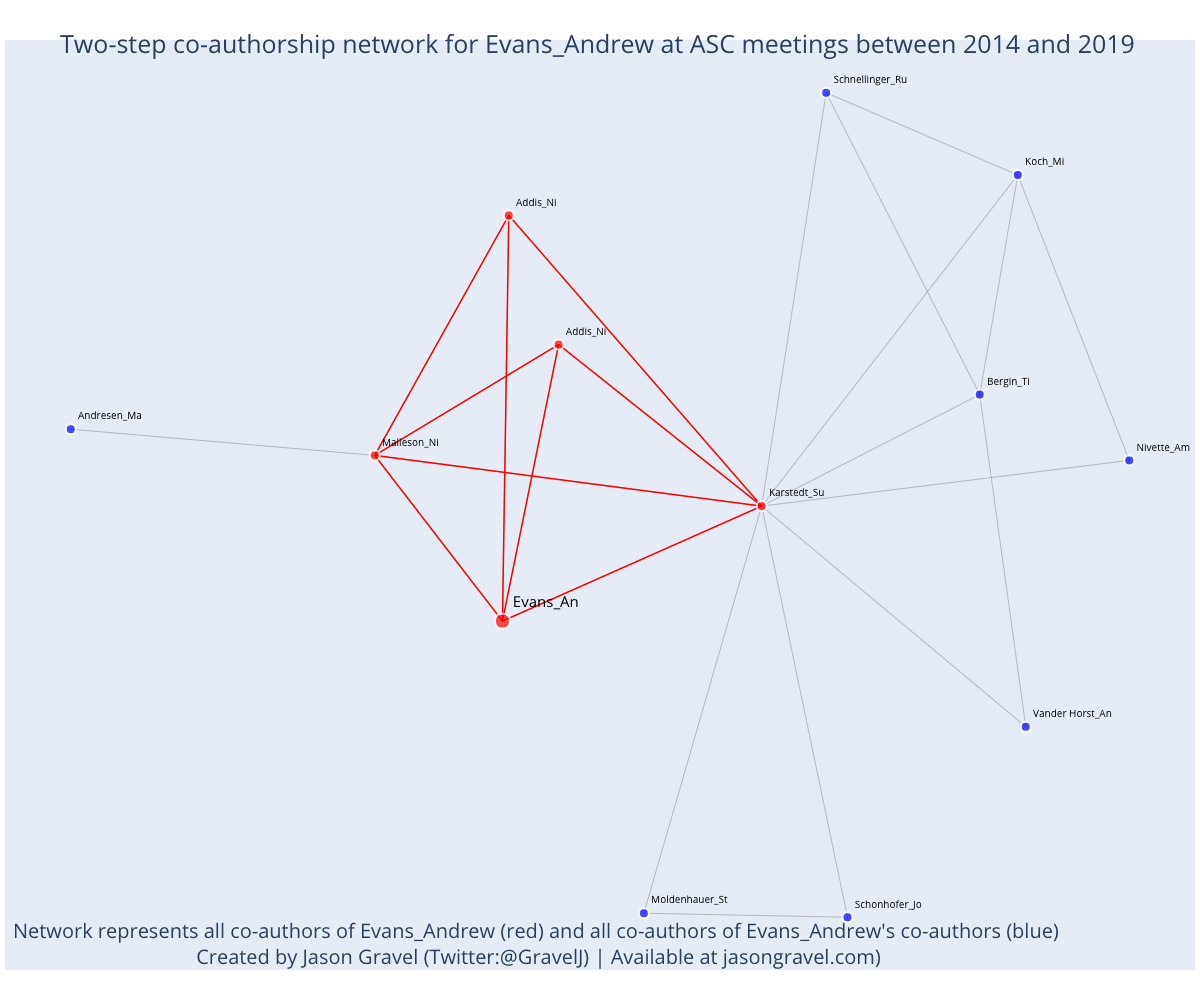 Two-step co-authorship network for Evans_Andrew at ASC meetings between 2014 and 2019
Schnellinger_Ru
Koch_Mi
Addis_Ni
Addis_Ni
Bergin_Ti
Andresen_Ma
Malleson_Ni
Nivette_Am
Karstedt_Su
Evans_An
Vander Horst_An
Moldenhauer_St
Schonhofer_Jo
Network represents all co-authors of Evans_Andrew (red) and all co-authors of Evans_Andrew's co-authors (blue)
Created by Jason Gravel (Twitter:@GravelJ) | Available at jasongravel.com)